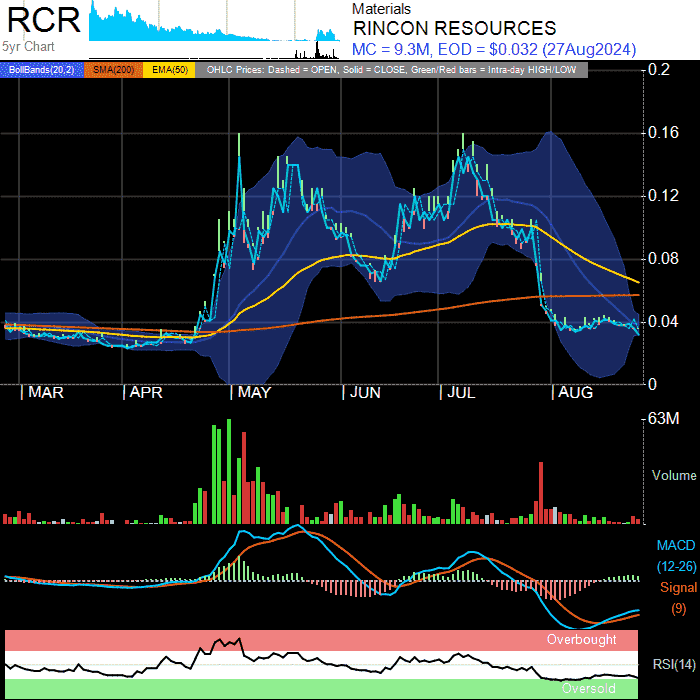 RCR
5yr Chart
Materials
RINCON RESOURCES
MC = 9.3M, EOD = $0.032 (27Aug2024)
BollBands(20,2) SMA(200) EMA(50) OHLC Prices: Dashed = OPEN, Solid = CLOSE, Green/Red bars = Intra-day HIGH/LOW
0.2
0.16
0.12
0.08
0.04
0
| MAR | APR | MAY | JUN | JUL | AUG
63M
Volume
MACD
(12-26)
Signal
(9)
Overbought
RSI(14)
Oversold